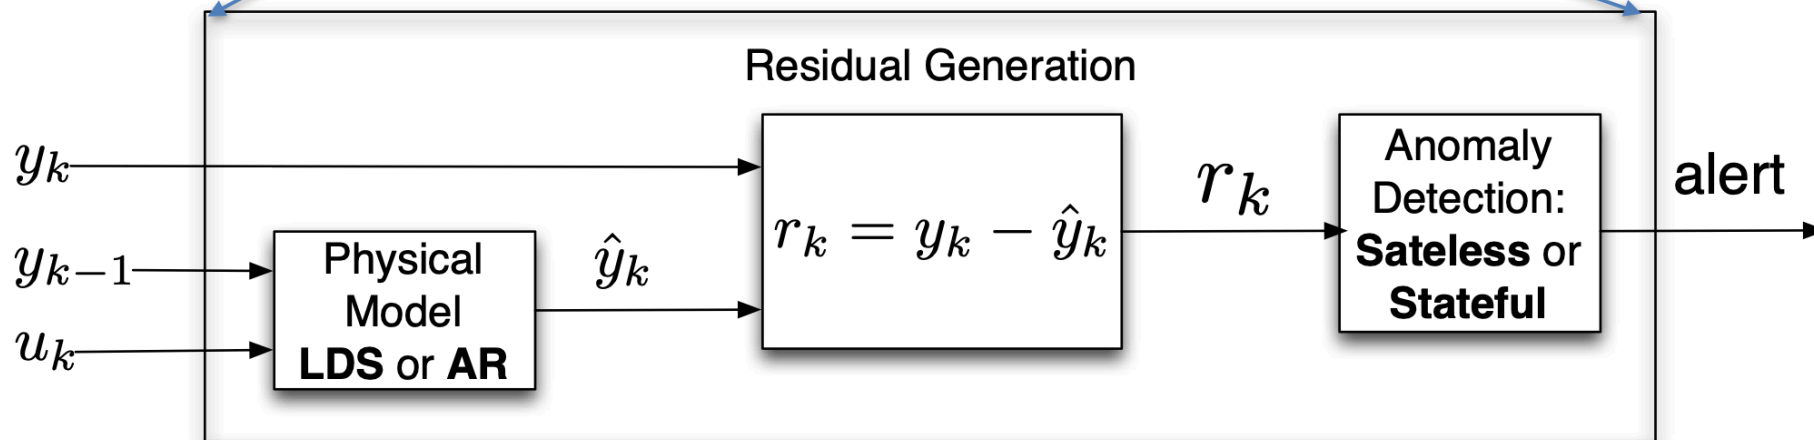 Residual Generation
y_k
y_{k-1}
u_k
Physical
Model
LDS or AR
ŷ_k
r_k = y_k − ŷ_k
r_k
Anomaly
Detection:
Sateless or
Stateful
alert